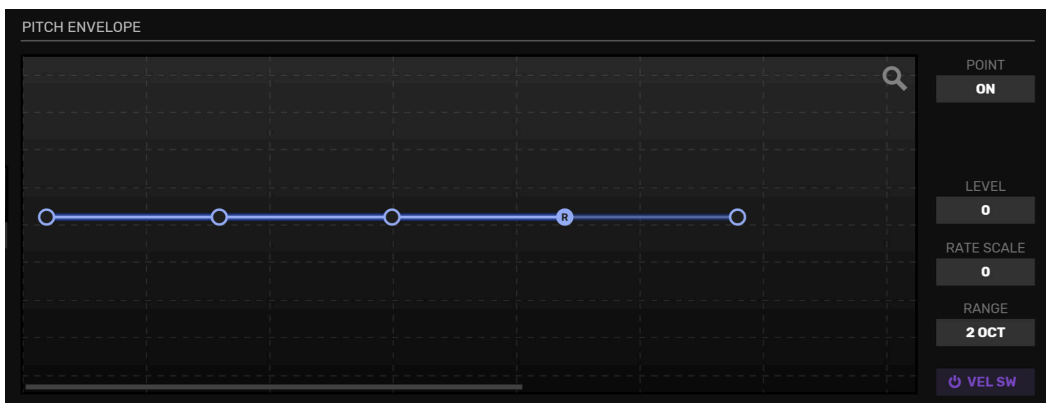 PITCH ENVELOPE
POINT
ON
LEVEL
0
R
RATE SCALE
0
RANGE
2 OCT
VEL SW